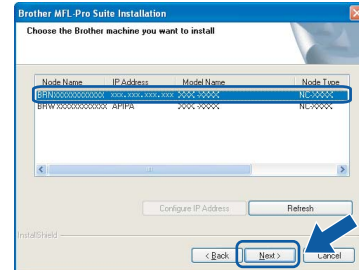 Brother MFL-Pro Suite Installation
Choose the Brother machine you want to install
Node Name IP Address Model Name Node Type
BRNXXXXXXXXXXXX xxx.xxx.xxx.xxx XXX-XXXX NC-XXXX
BRWXXXXXXXXXXXX APIPA XXX-XXXX NC-XXXX
Configure IP Address Refresh
InstallShield
< Back Next > Cancel